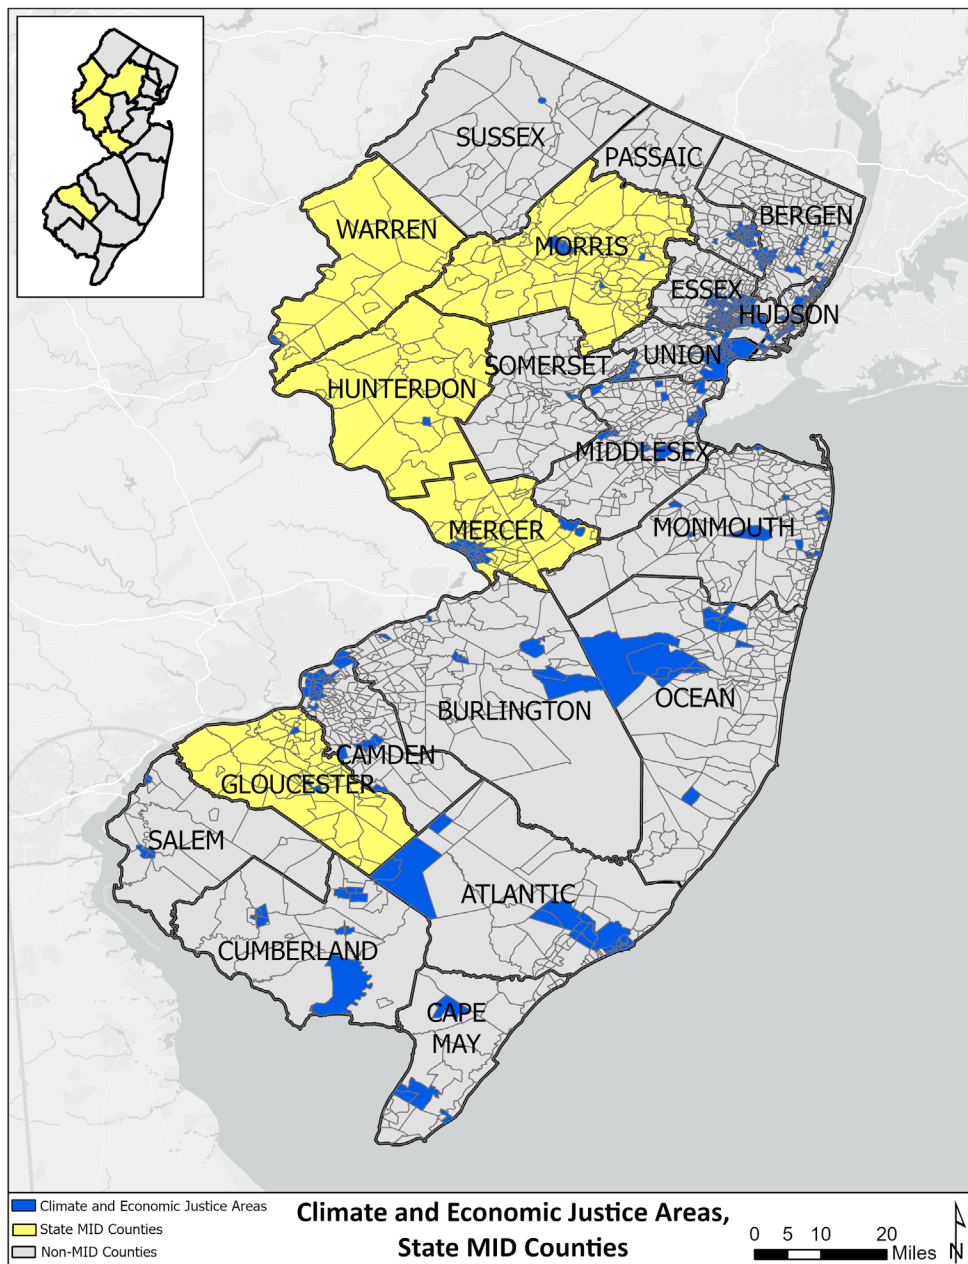 SUSSEX
PASSAIC
BERGEN
WARREN
MORRIS
ESSEX
HUDSON
UNION
SOMERSET
HUNTERDON
MIDDLESEX
MERCER
MONMOUTH
OCEAN
BURLINGTON
CAMDEN
GLOUCESTER
SALEM
ATLANTIC
CUMBERLAND
CAPE
MAY
Climate and Economic Justice Areas
State MID Counties
Non-MID Counties
Climate and Economic Justice Areas,
State MID Counties
0 5 10 20
Miles
N